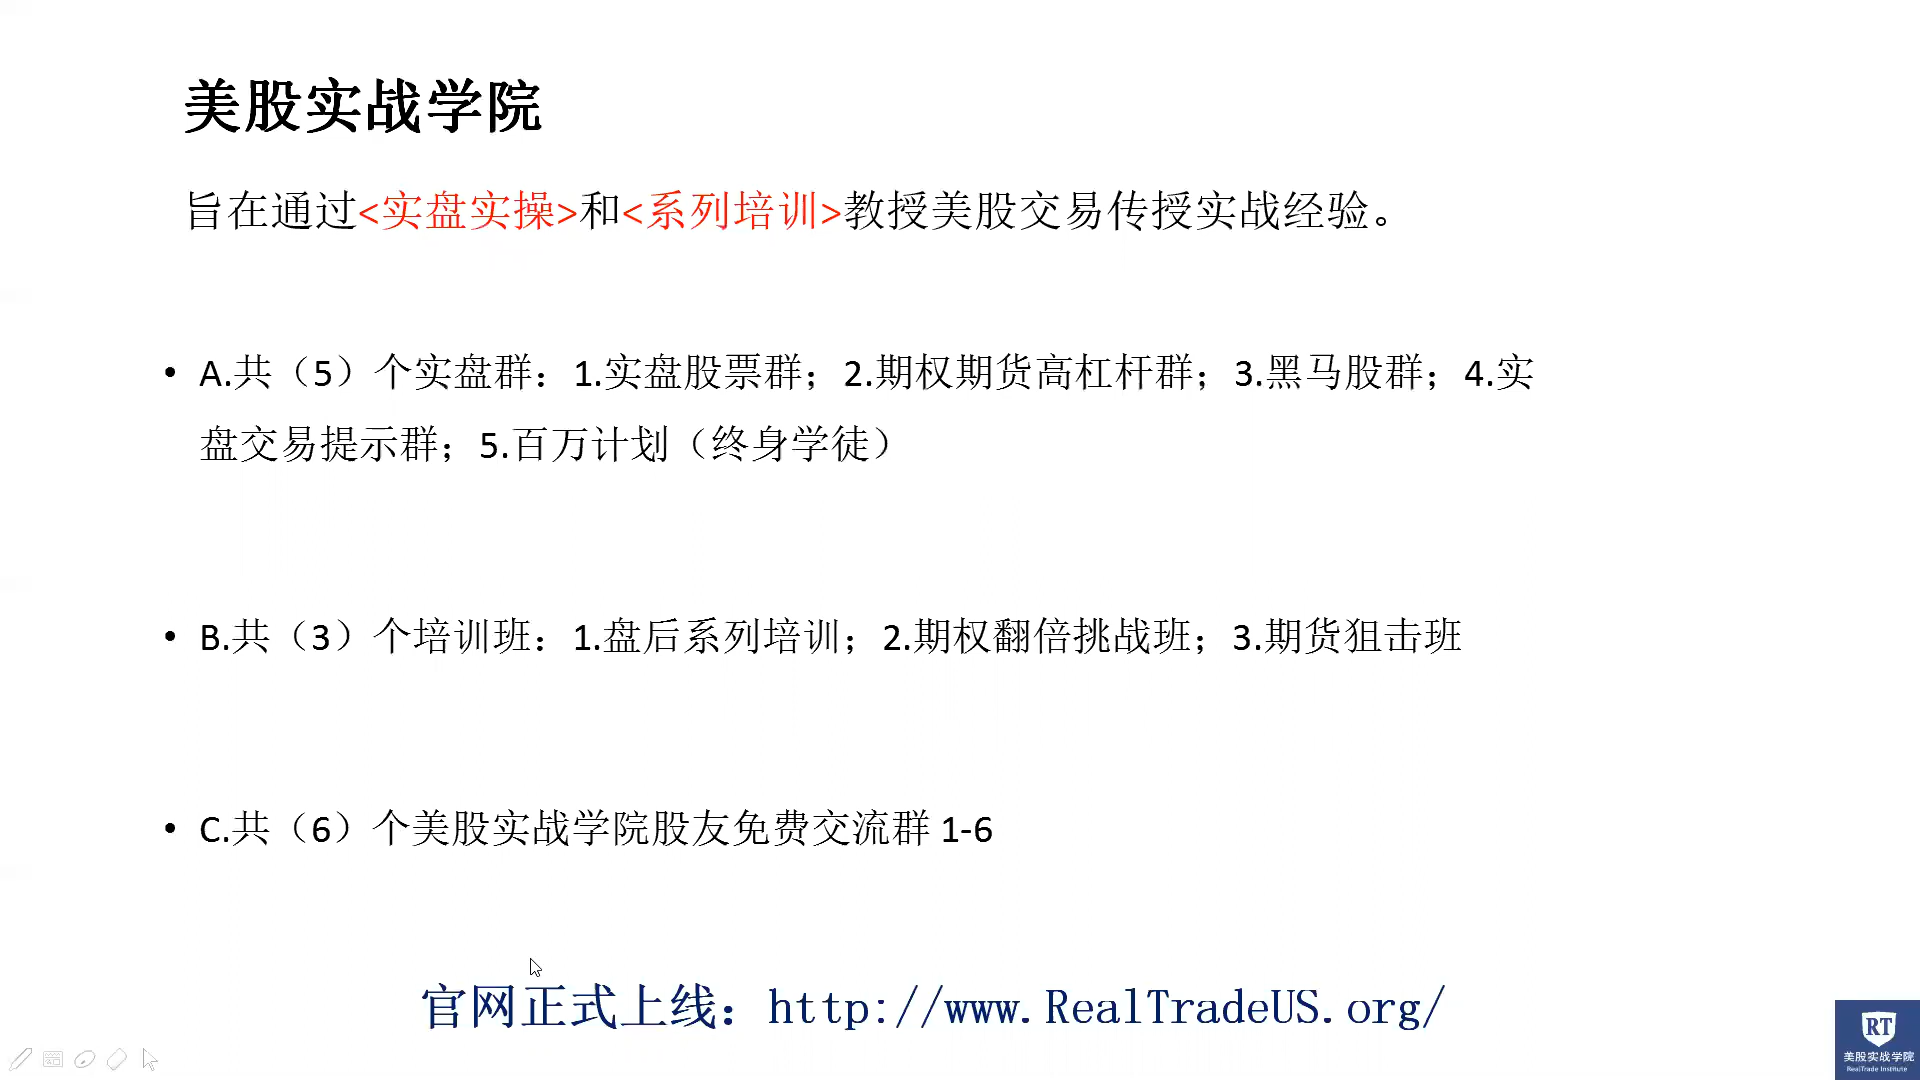 美股实战学院
旨在通过<实盘实操>和<系列培训>教授美股交易传授实战经验。
• A.共（5）个实盘群：1.实盘股票群；2.期权期货高杠杆群；3.黑马股群；4.实
盘交易提示群；5.百万计划（终身学徒）
• B.共（3）个培训班：1.盘后系列培训；2.期权翻倍挑战班；3.期货狙击班
• C.共（6）个美股实战学院股友免费交流群 1-6
官网正式上线：http://www.RealTradeUS.org/
RT
美股实战学院
RealTrade Institute